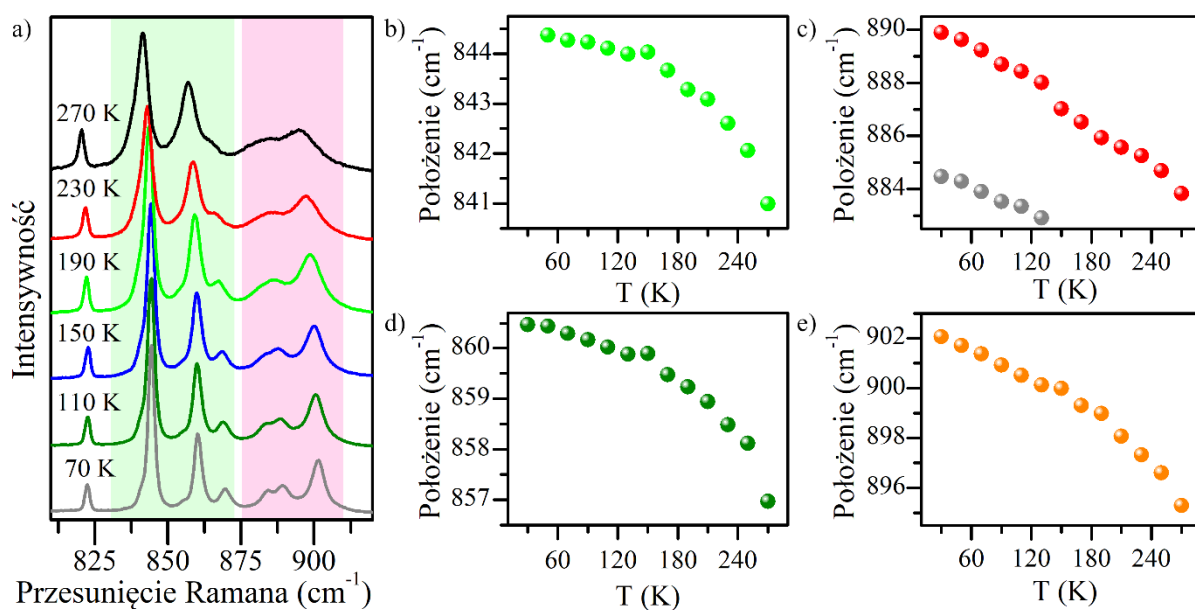 a)
Intensywność
270 K
230 K
190 K
150 K
110 K
70 K
825 850 875 900
Przesunięcie Ramana (cm-1)
b)
Położenie (cm-1)
844
843
842
841
60 120 180 240
T (K)
c)
Położenie (cm-1)
890
888
886
884
60 120 180 240
T (K)
d)
Położenie (cm-1)
860
859
858
857
60 120 180 240
T (K)
e)
Położenie (cm-1)
902
900
898
896
60 120 180 240
T (K)